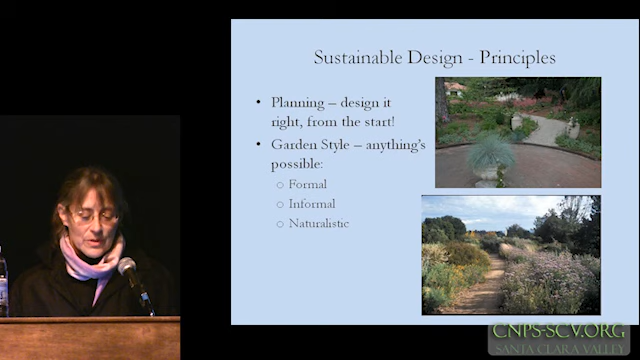 Sustainable Design - Principles
• Planning – design it
right, from the start!
• Garden Style – anything's
possible:
○ Formal
○ Informal
○ Naturalistic
CNPS-SCV.ORG
SANTA CLARA VALLEY